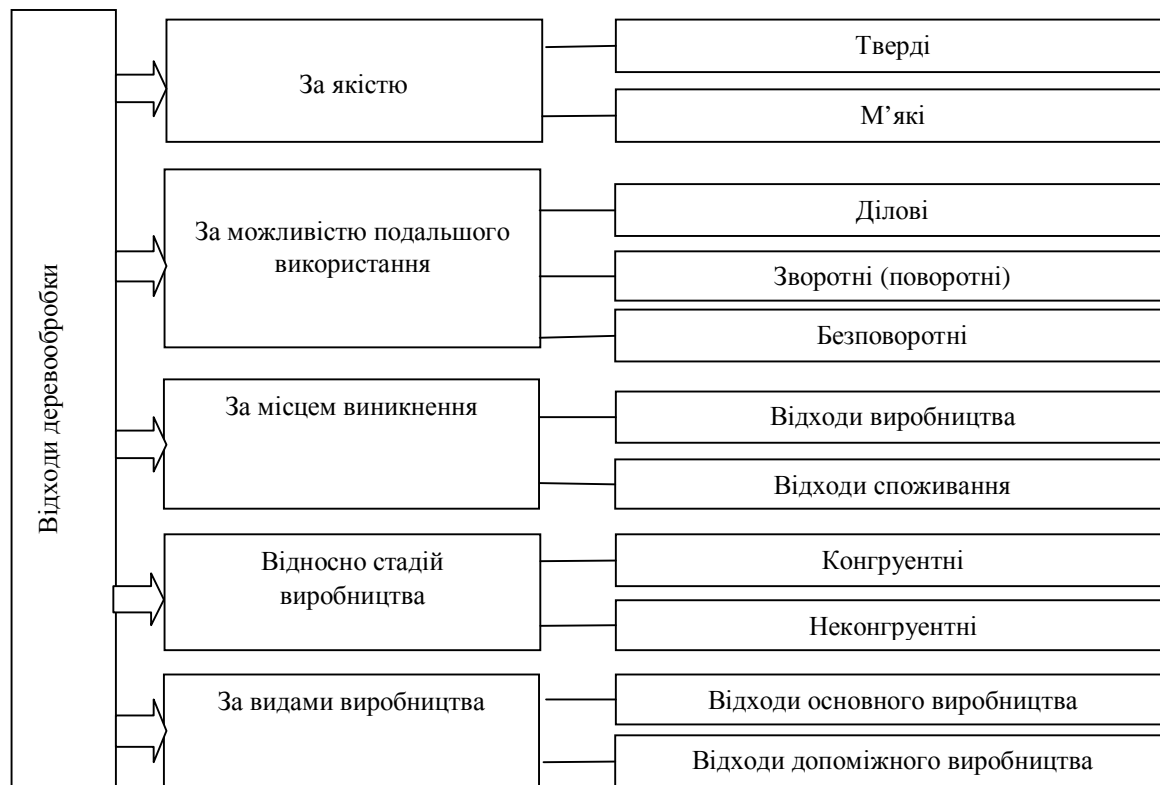 Відходи деревообробки
За якістю
Тверді
М’які
За можливістю подальшого
використання
Ділові
Зворотні (поворотні)
Безповоротні
За місцем виникнення
Відходи виробництва
Відходи споживання
Відносно стадій
виробництва
Конгруентні
Неконгруентні
За видами виробництва
Відходи основного виробництва
Відходи допоміжного виробництва